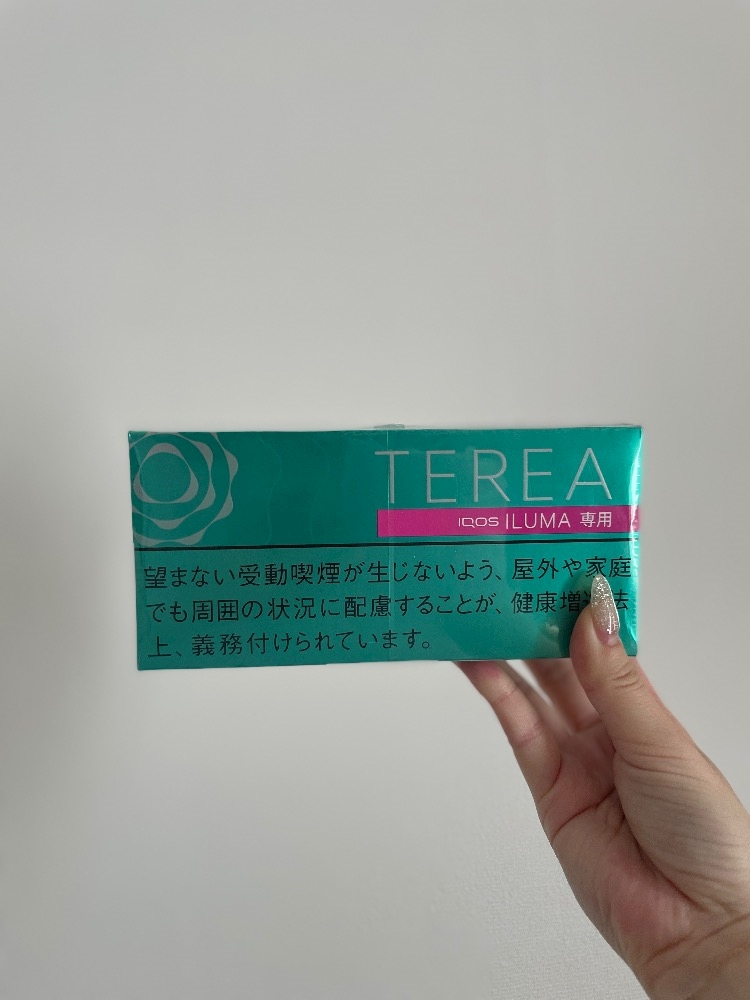 TEREA
IQOS ILUMA 専用
望まない受動喫煙が生じないよう、屋外や家庭
でも周囲の状況に配慮することが、健康増進法
上、義務付けられています。